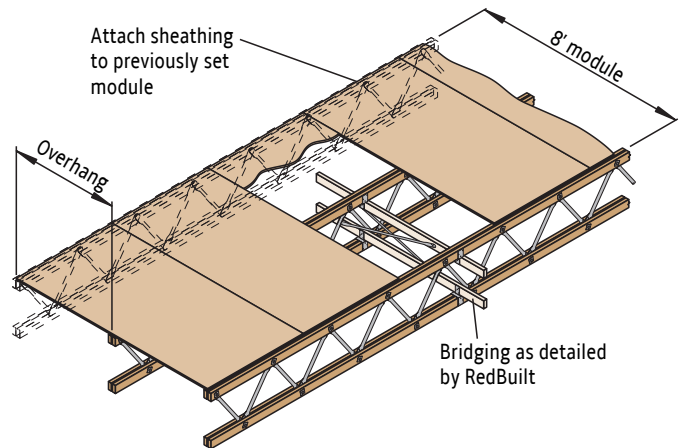 Attach sheathing
to previously set
module
8' module
Overhang
Bridging as detailed
by RedBuilt